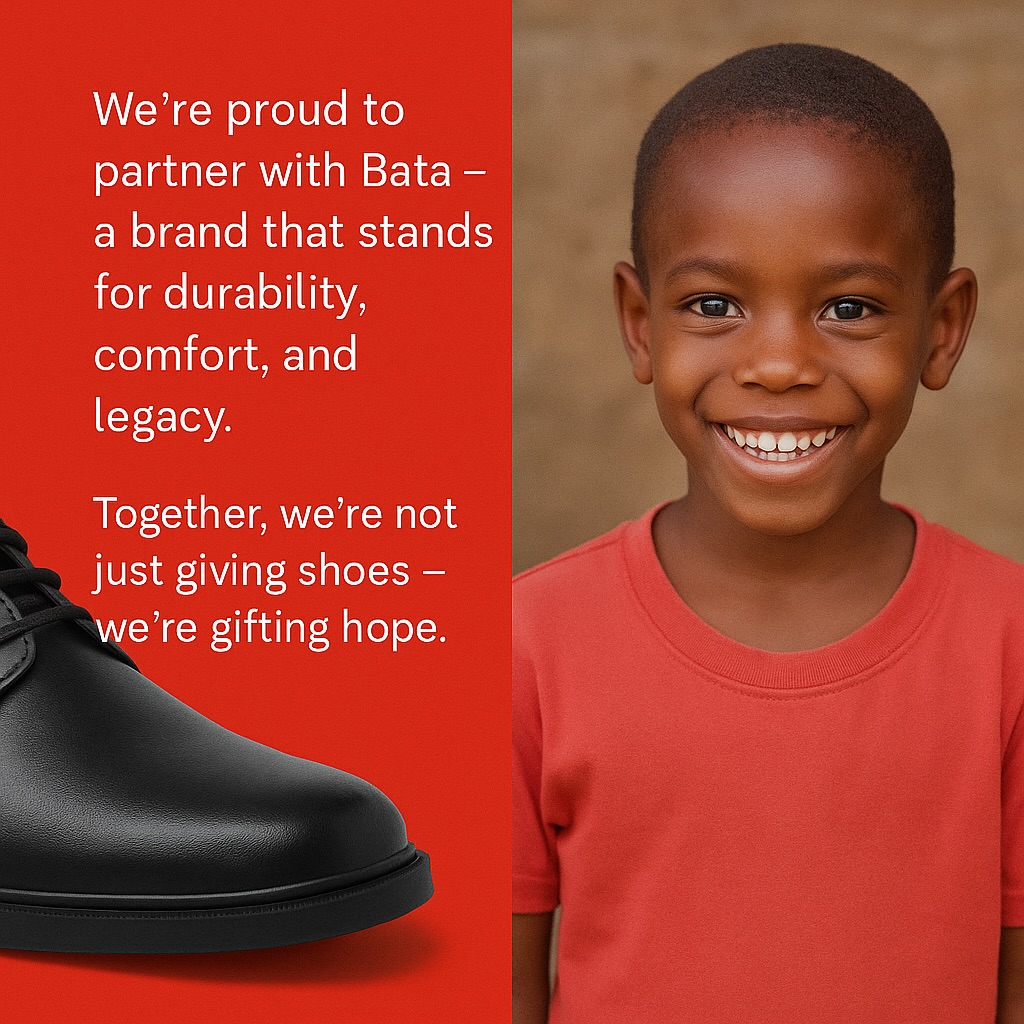 We’re proud to
partner with Bata –
a brand that stands
for durability,
comfort, and
legacy.
Together, we’re not
just giving shoes –
we’re gifting hope.